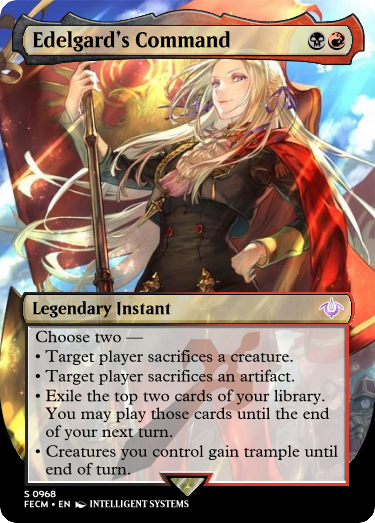 Edelgard's Command
Legendary Instant
Choose two —
• Target player sacrifices a creature.
• Target player sacrifices an artifact.
• Exile the top two cards of your library.
You may play those cards until the end
of your next turn.
• Creatures you control gain trample until
end of turn.
S 0968
FECM • EN INTELLIGENT SYSTEMS